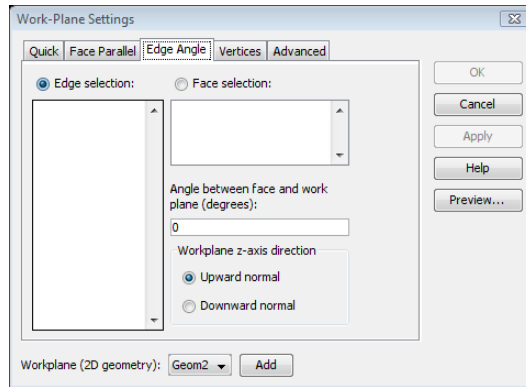 Work-Plane Settings
Quick Face Parallel Edge Angle Vertices Advanced
Edge selection: Face selection:
OK
Cancel
Apply
Help
Preview...
Angle between face and work
plane (degrees):
0
Workplane z-axis direction
Upward normal
Downward normal
Workplane (2D geometry): Geom2 Add